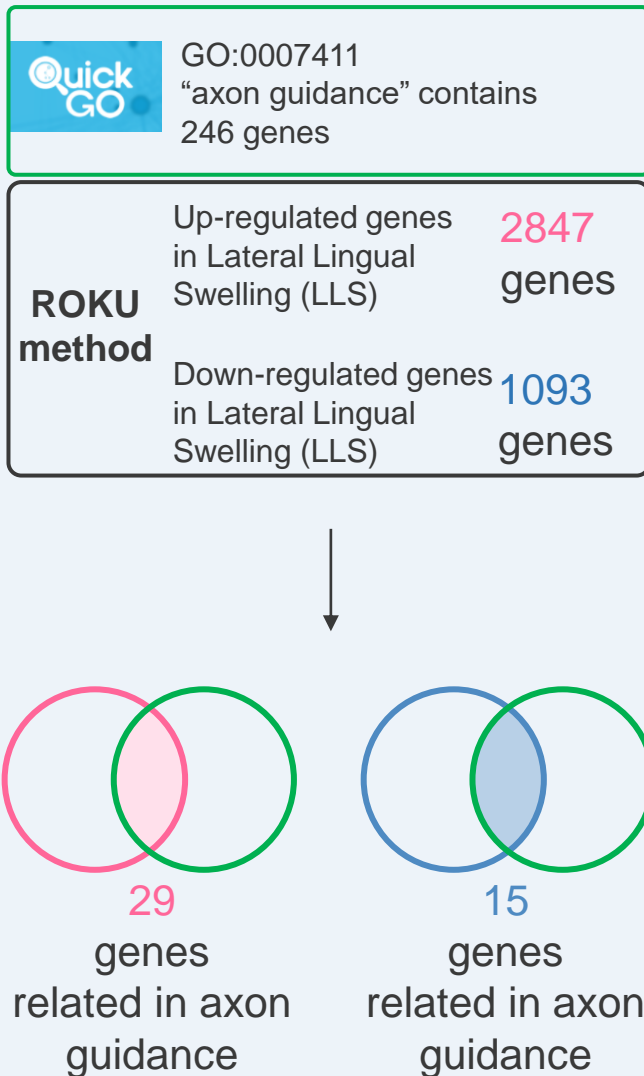 Quick
GO
GO:0007411
“axon guidance” contains
246 genes
ROKU
method
Up-regulated genes
in Lateral Lingual
Swelling (LLS)
2847
genes
Down-regulated genes
in Lateral Lingual
Swelling (LLS)
1093
genes
29
genes
related in axon
guidance
15
genes
related in axon
guidance